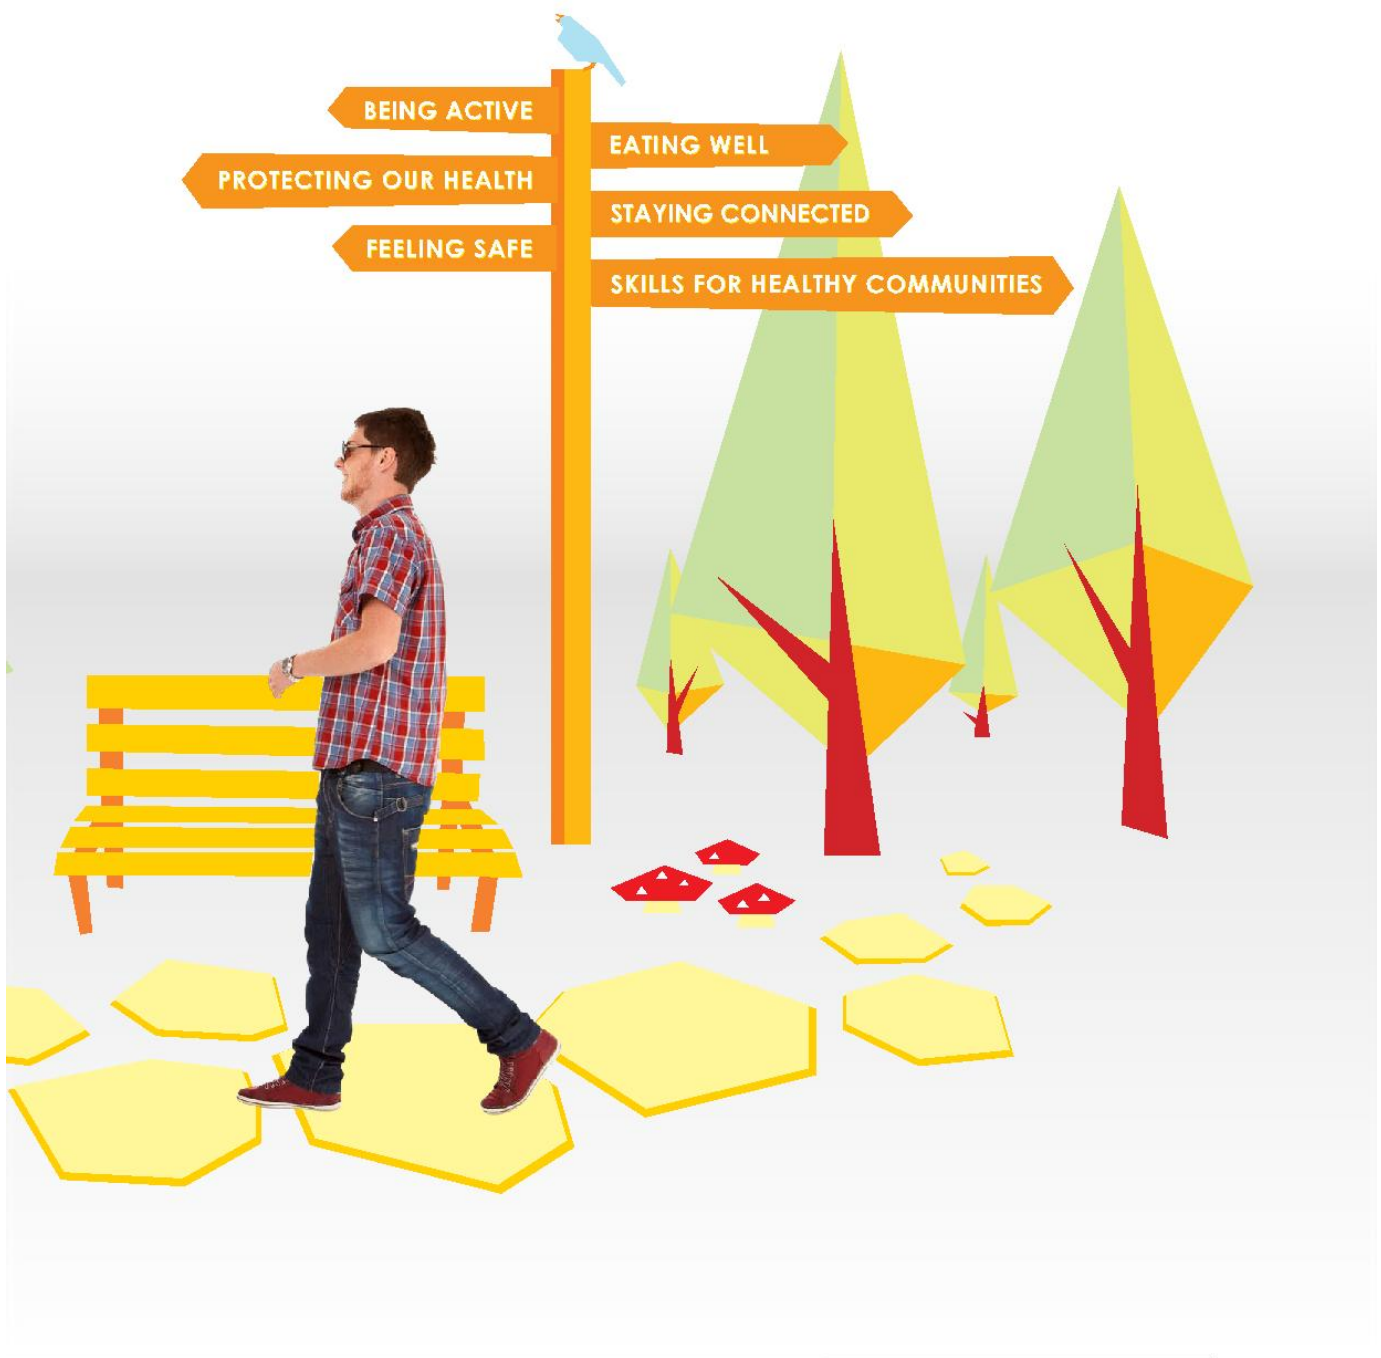 BEING ACTIVE
EATING WELL
PROTECTING OUR HEALTH
STAYING CONNECTED
FEELING SAFE
SKILLS FOR HEALTHY COMMUNITIES